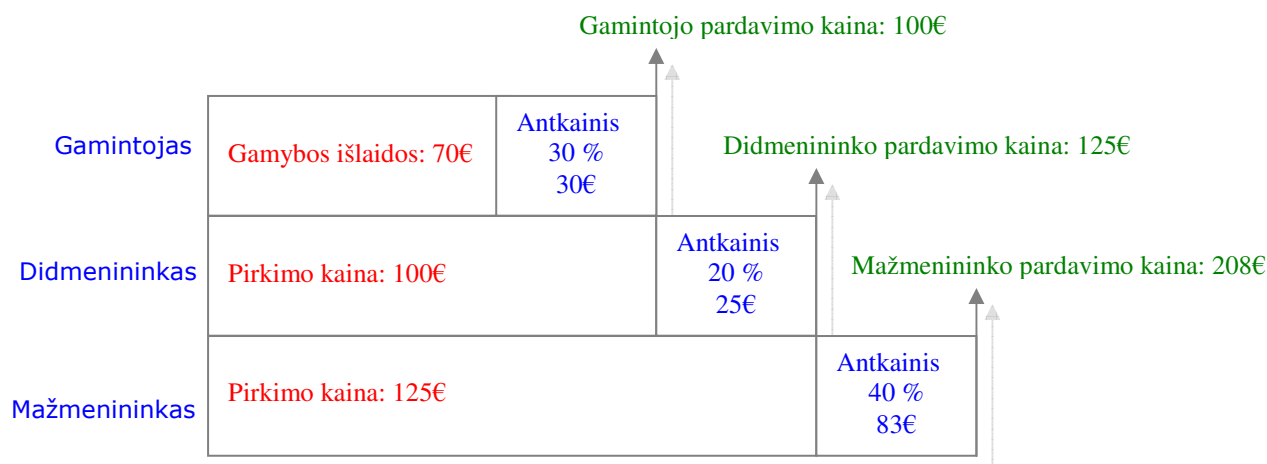 Gamintojo pardavimo kaina: 100€
Gamintojas
Gamybos išlaidos: 70€
Antkainis
30 %
30€
Didmenininko pardavimo kaina: 125€
Didmenininkas
Pirkimo kaina: 100€
Antkainis
20 %
25€
Mažmenininko pardavimo kaina: 208€
Mažmenininkas
Pirkimo kaina: 125€
Antkainis
40 %
83€